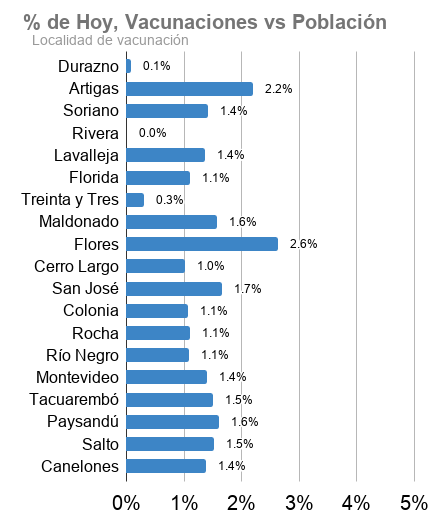 % de Hoy, Vacunaciones vs Población
Localidad de vacunación
Durazno 0.1%
Artigas 2.2%
Soriano 1.4%
Rivera 0.0%
Lavalleja 1.4%
Florida 1.1%
Treinta y Tres 0.3%
Maldonado 1.6%
Flores 2.6%
Cerro Largo 1.0%
San José 1.7%
Colonia 1.1%
Rocha 1.1%
Río Negro 1.1%
Montevideo 1.4%
Tacuarembó 1.5%
Paysandú 1.6%
Salto 1.5%
Canelones 1.4%
0% 1% 2% 3% 4% 5%